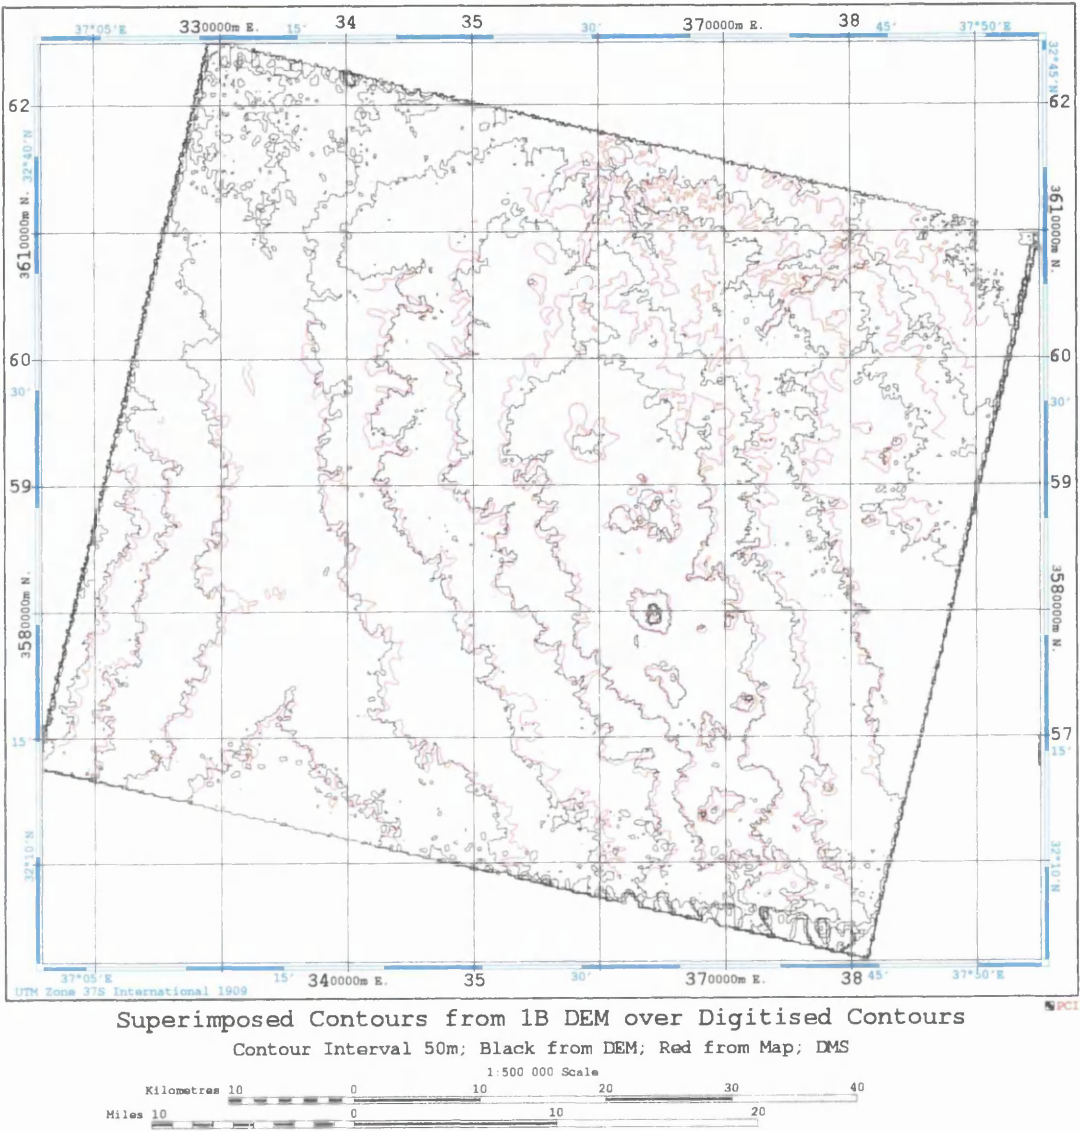 37°05'E 330000m E. 15' 34 35 30' 370000m E. 38 45' 37°50'E
32°45'N
62 62
32°40'N
3610000m N. 3610000m N
60 60
30' 30'
59 59
3580000m N. 3580000m N.
15' 57 15'
32°10'N 32°10'N
37°05'E 15' 340000m E. 35 30' 370000m E. 38 45' 37°50'E
UTM Zone 37S International 1909
PCI
Superimposed Contours from 1B DEM over Digitised Contours
Contour Interval 50m; Black from DEM; Red from Map; DMS
1:500 000 Scale
Kilometres 10 0 10 20 30 40
Miles 10 0 10 20